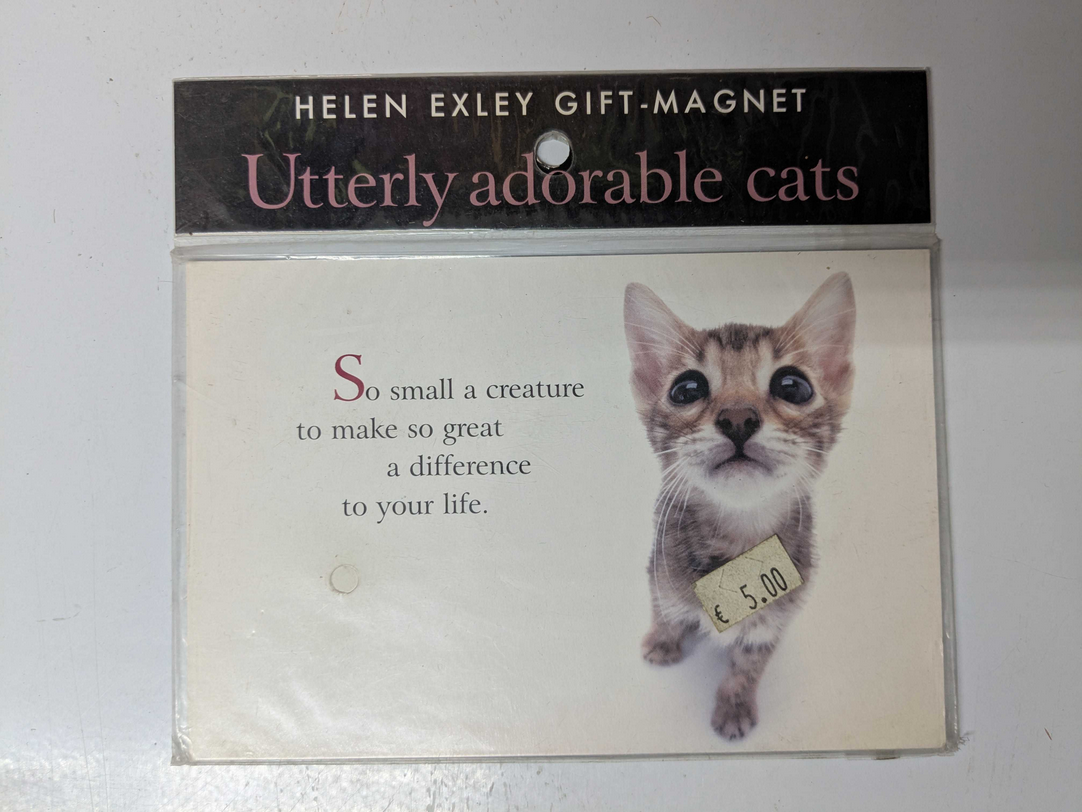 HELEN EXLEY GIFT-MAGNET
Utterly adorable cats
So small a creature
to make so great
a difference
to your life.
€ 5.00